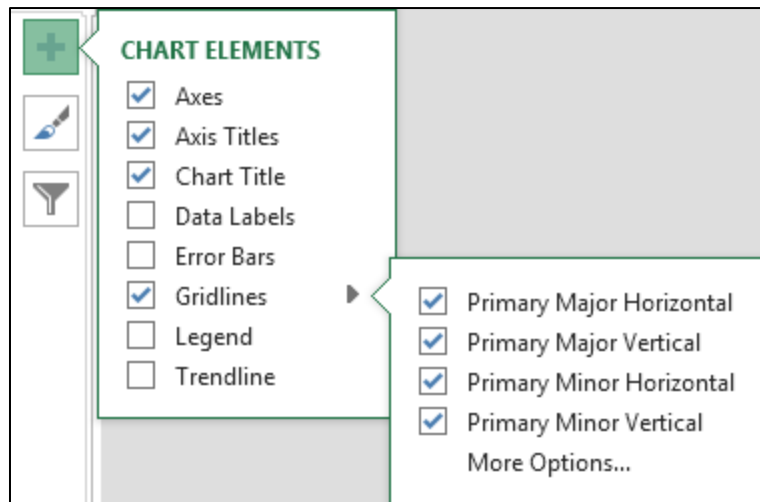 CHART ELEMENTS
Axes
Axis Titles
Chart Title
Data Labels
Error Bars
Gridlines
Legend
Trendline
Primary Major Horizontal
Primary Major Vertical
Primary Minor Horizontal
Primary Minor Vertical
More Options...